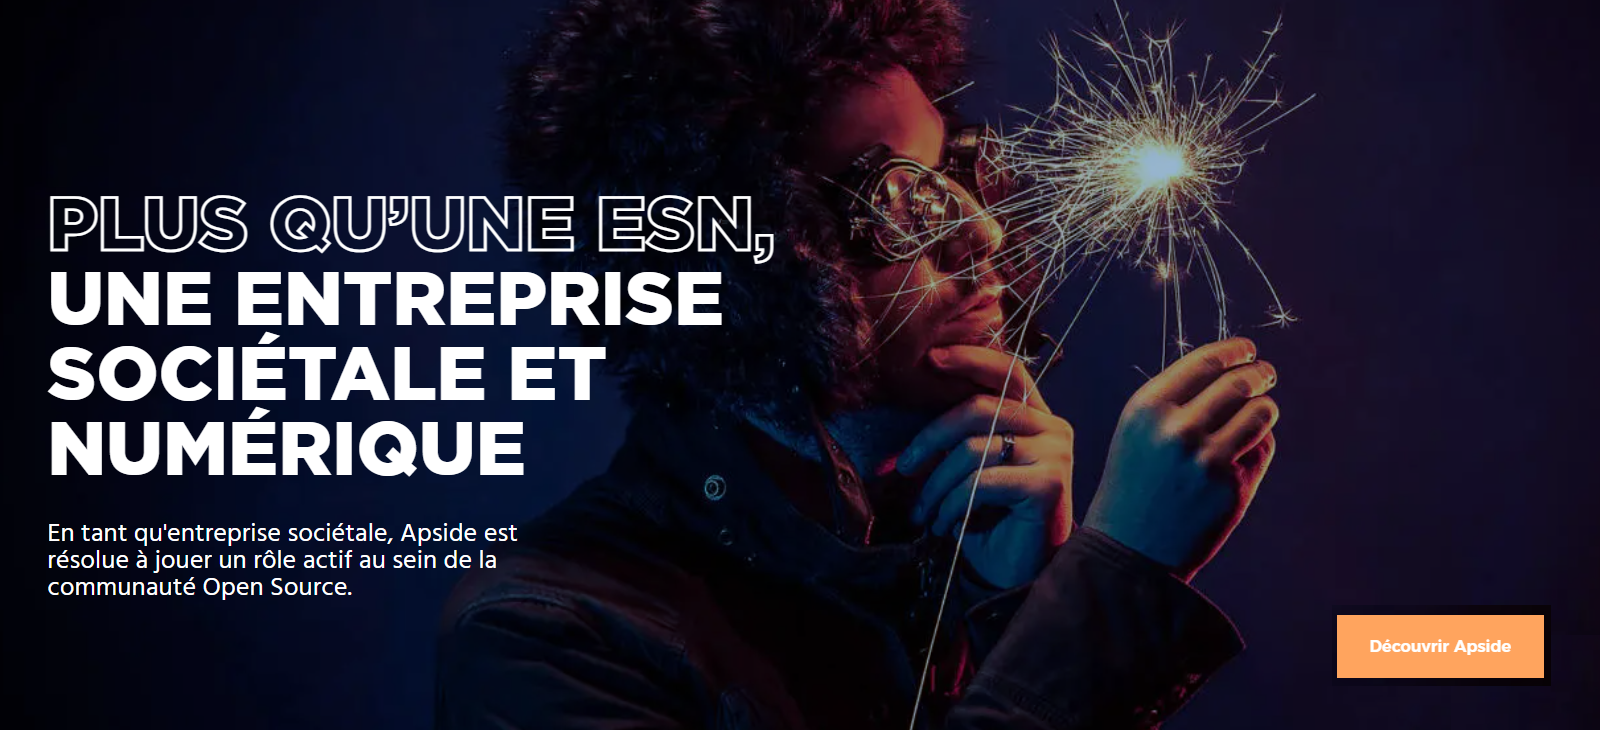 PLUS QU’UNE ESN,
UNE ENTREPRISE
SOCIÉTALE ET
NUMÉRIQUE
En tant qu'entreprise sociétale, Apside est
résolue à jouer un rôle actif au sein de la
communauté Open Source.
Découvrir Apside